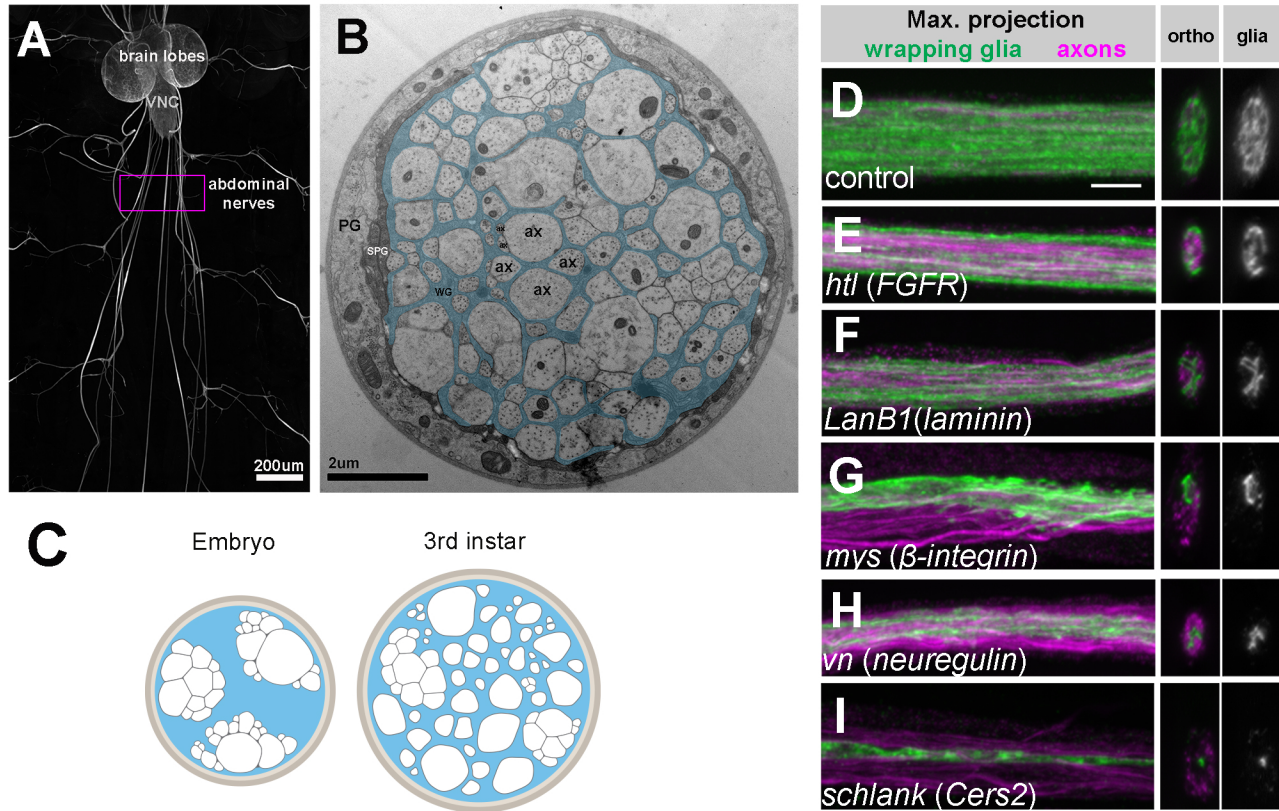 A
brain lobes
VNC
abdominal
nerves
200um
B
PG
SPG
WG
ax
ax
ax
ax
ax
ax
2um
C
Embryo
3rd instar
Max. projection
wrapping glia axons
ortho
glia
D
control
E
htl (FGFR)
F
LanB1(laminin)
G
mys (β-integrin)
H
vn (neuregulin)
I
schlank (Cers2)